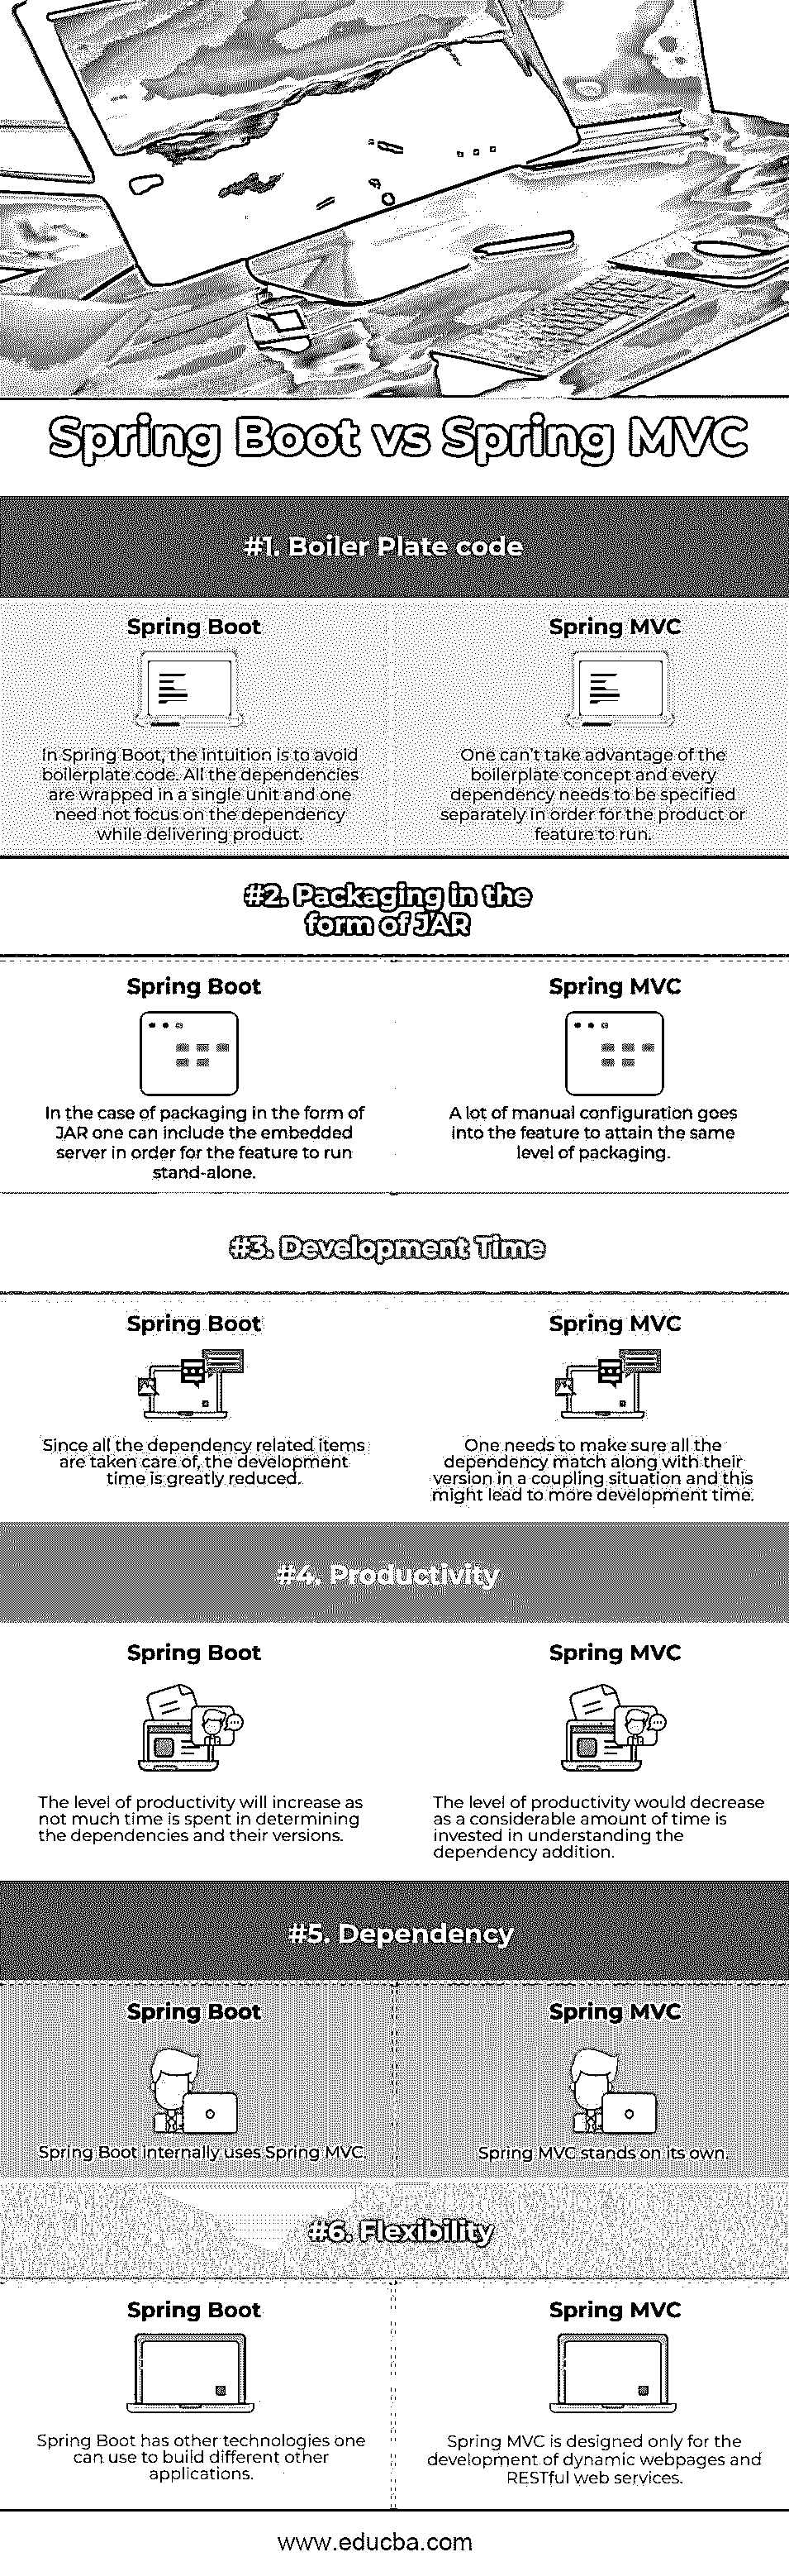 Spring Boot vs Spring MVC
#1. Boiler Plate code
Spring Boot
In Spring Boot, the intuition is to avoid
boilerplate code. All the dependencies
are wrapped in a single unit and one
need not focus on the dependency
while delivering product.
Spring MVC
One can't take advantage of the
boilerplate concept and every
dependency needs to be specified
separately in order for the product or
feature to run.
#2. Packaging in the
form of JAR
Spring Boot
In the case of packaging in the form of
JAR one can include the embedded
server in order for the feature to run
stand-alone.
Spring MVC
A lot of manual configuration goes
into the feature to attain the same
level of packaging.
#3. Development Time
Spring Boot
Since all the dependency related items
are taken care of, the development
time is greatly reduced.
Spring MVC
One needs to make sure all the
dependency match along with their
version in a coupling situation and this
might lead to more development time.
#4. Productivity
Spring Boot
The level of productivity will increase as
not much time is spent in determining
the dependencies and their versions.
Spring MVC
The level of productivity would decrease
as a considerable amount of time is
invested in understanding the
dependency addition.
#5. Dependency
Spring Boot
Spring Boot internally uses Spring MVC.
Spring MVC
Spring MVC stands on its own.
#6. Flexibility
Spring Boot
Spring Boot has other technologies one
can use to build different other
applications.
Spring MVC
Spring MVC is designed only for the
development of dynamic webpages and
RESTful web services.
www.educba.com